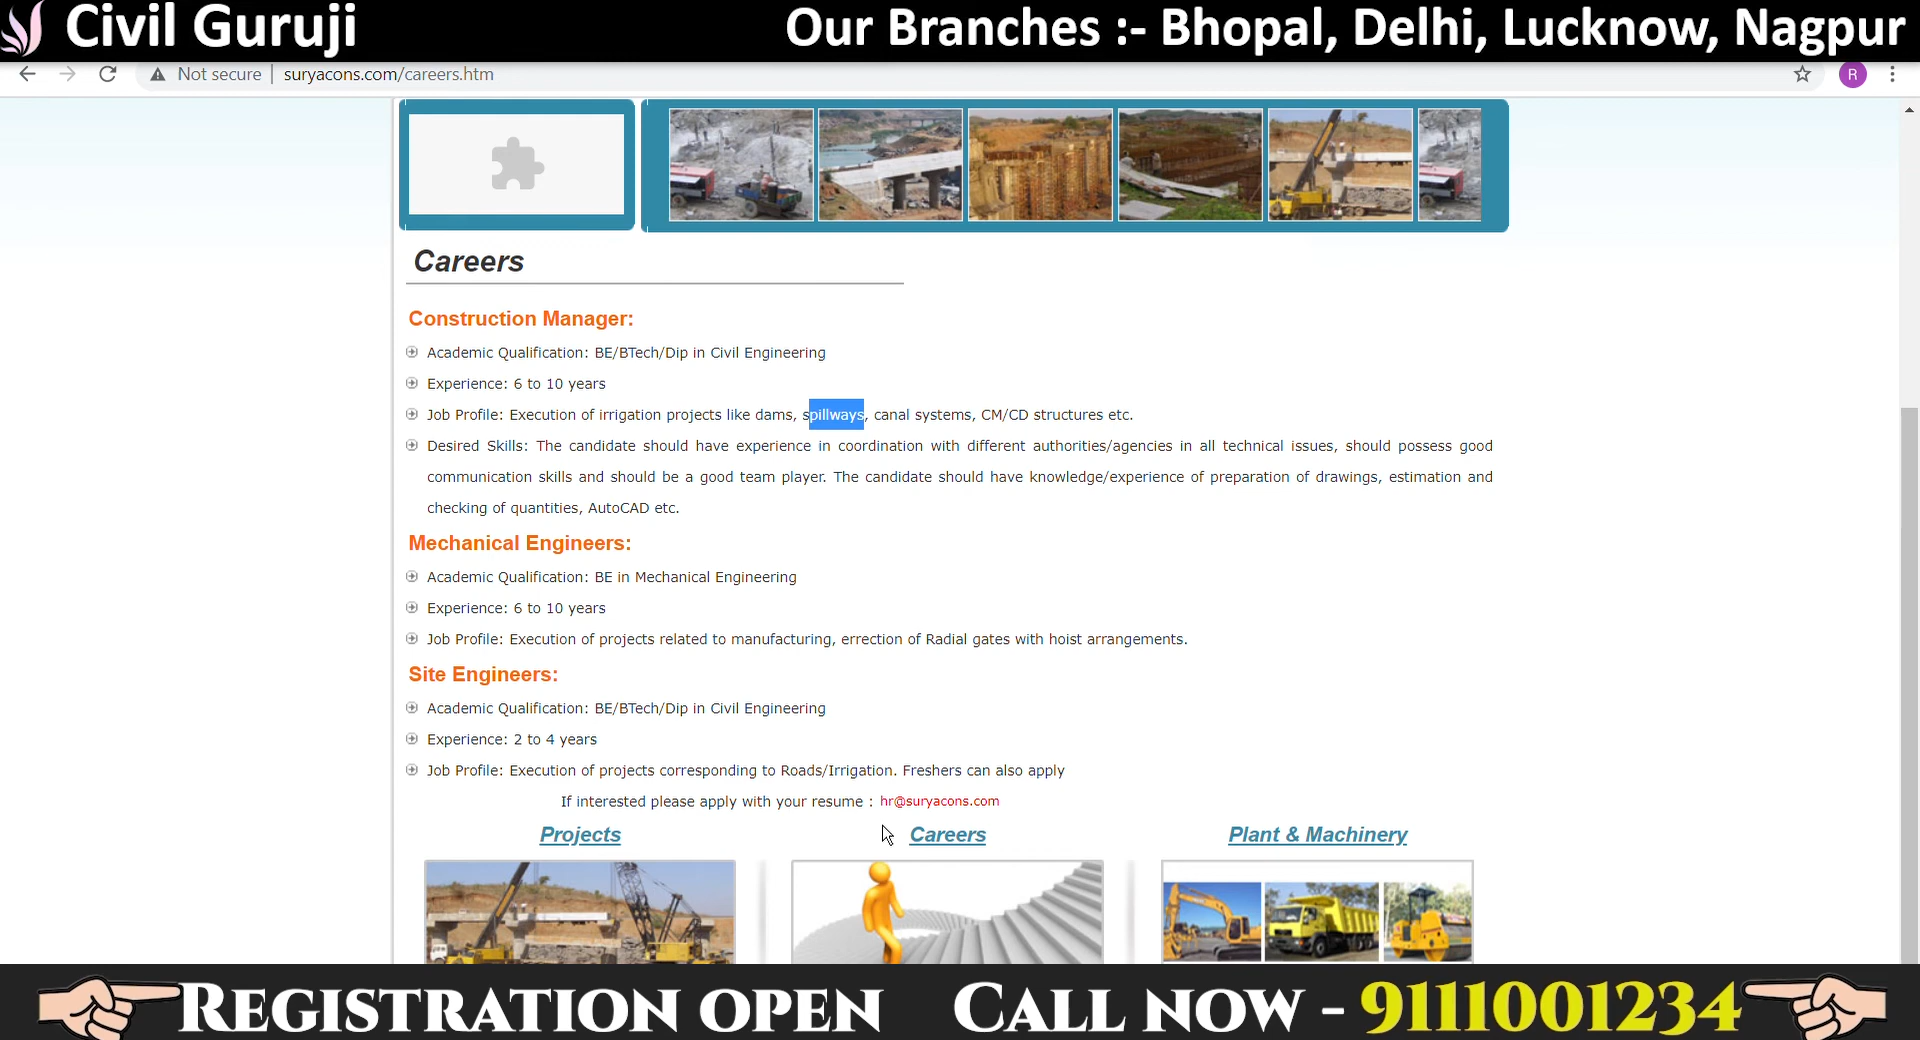 Civil Guruji
Our Branches :- Bhopal, Delhi, Lucknow, Nagpur
Not secure | suryacons.com/careers.htm
R
Careers
Construction Manager:
Academic Qualification: BE/BTech/Dip in Civil Engineering
Experience: 6 to 10 years
Job Profile: Execution of irrigation projects like dams, spillways, canal systems, CM/CD structures etc.
Desired Skills: The candidate should have experience in coordination with different authorities/agencies in all technical issues, should possess good
communication skills and should be a good team player. The candidate should have knowledge/experience of preparation of drawings, estimation and
checking of quantities, AutoCAD etc.
Mechanical Engineers:
Academic Qualification: BE in Mechanical Engineering
Experience: 6 to 10 years
Job Profile: Execution of projects related to manufacturing, errection of Radial gates with hoist arrangements.
Site Engineers:
Academic Qualification: BE/BTech/Dip in Civil Engineering
Experience: 2 to 4 years
Job Profile: Execution of projects corresponding to Roads/Irrigation. Freshers can also apply
If interested please apply with your resume : hr@suryacons.com
Projects
Careers
Plant & Machinery
REGISTRATION OPEN CALL NOW - 9111001234